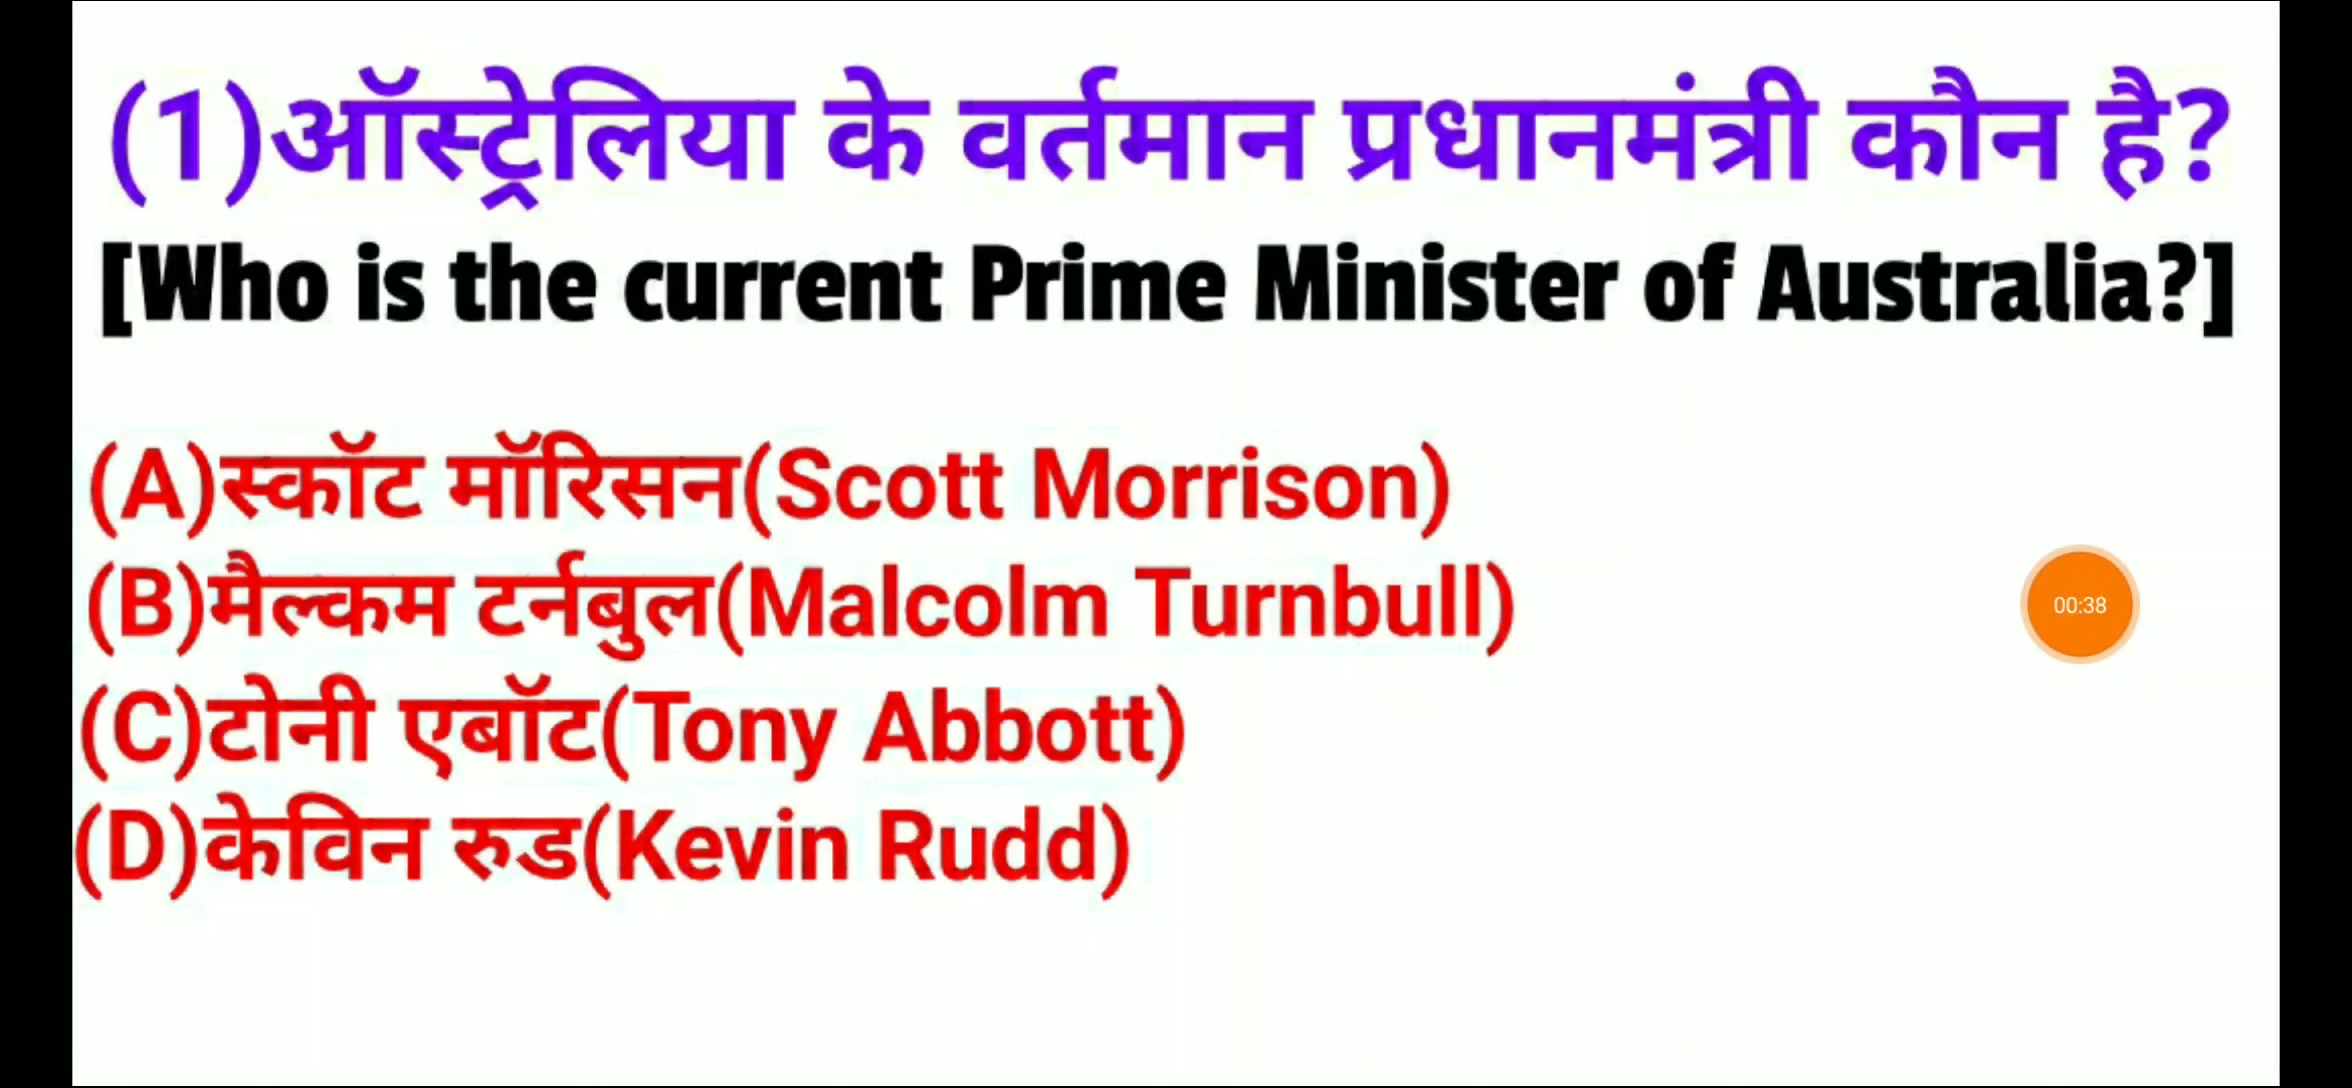 (1)ऑस्ट्रेलिया के वर्तमान प्रधानमंत्री कौन है?
[Who is the current Prime Minister of Australia?]
(A)स्कॉट मॉरिसन(Scott Morrison)
(B)मैल्कम टर्नबुल(Malcolm Turnbull)
00:38
(C)टोनी एबॉट(Tony Abbott)
(D)केविन रुड(Kevin Rudd)